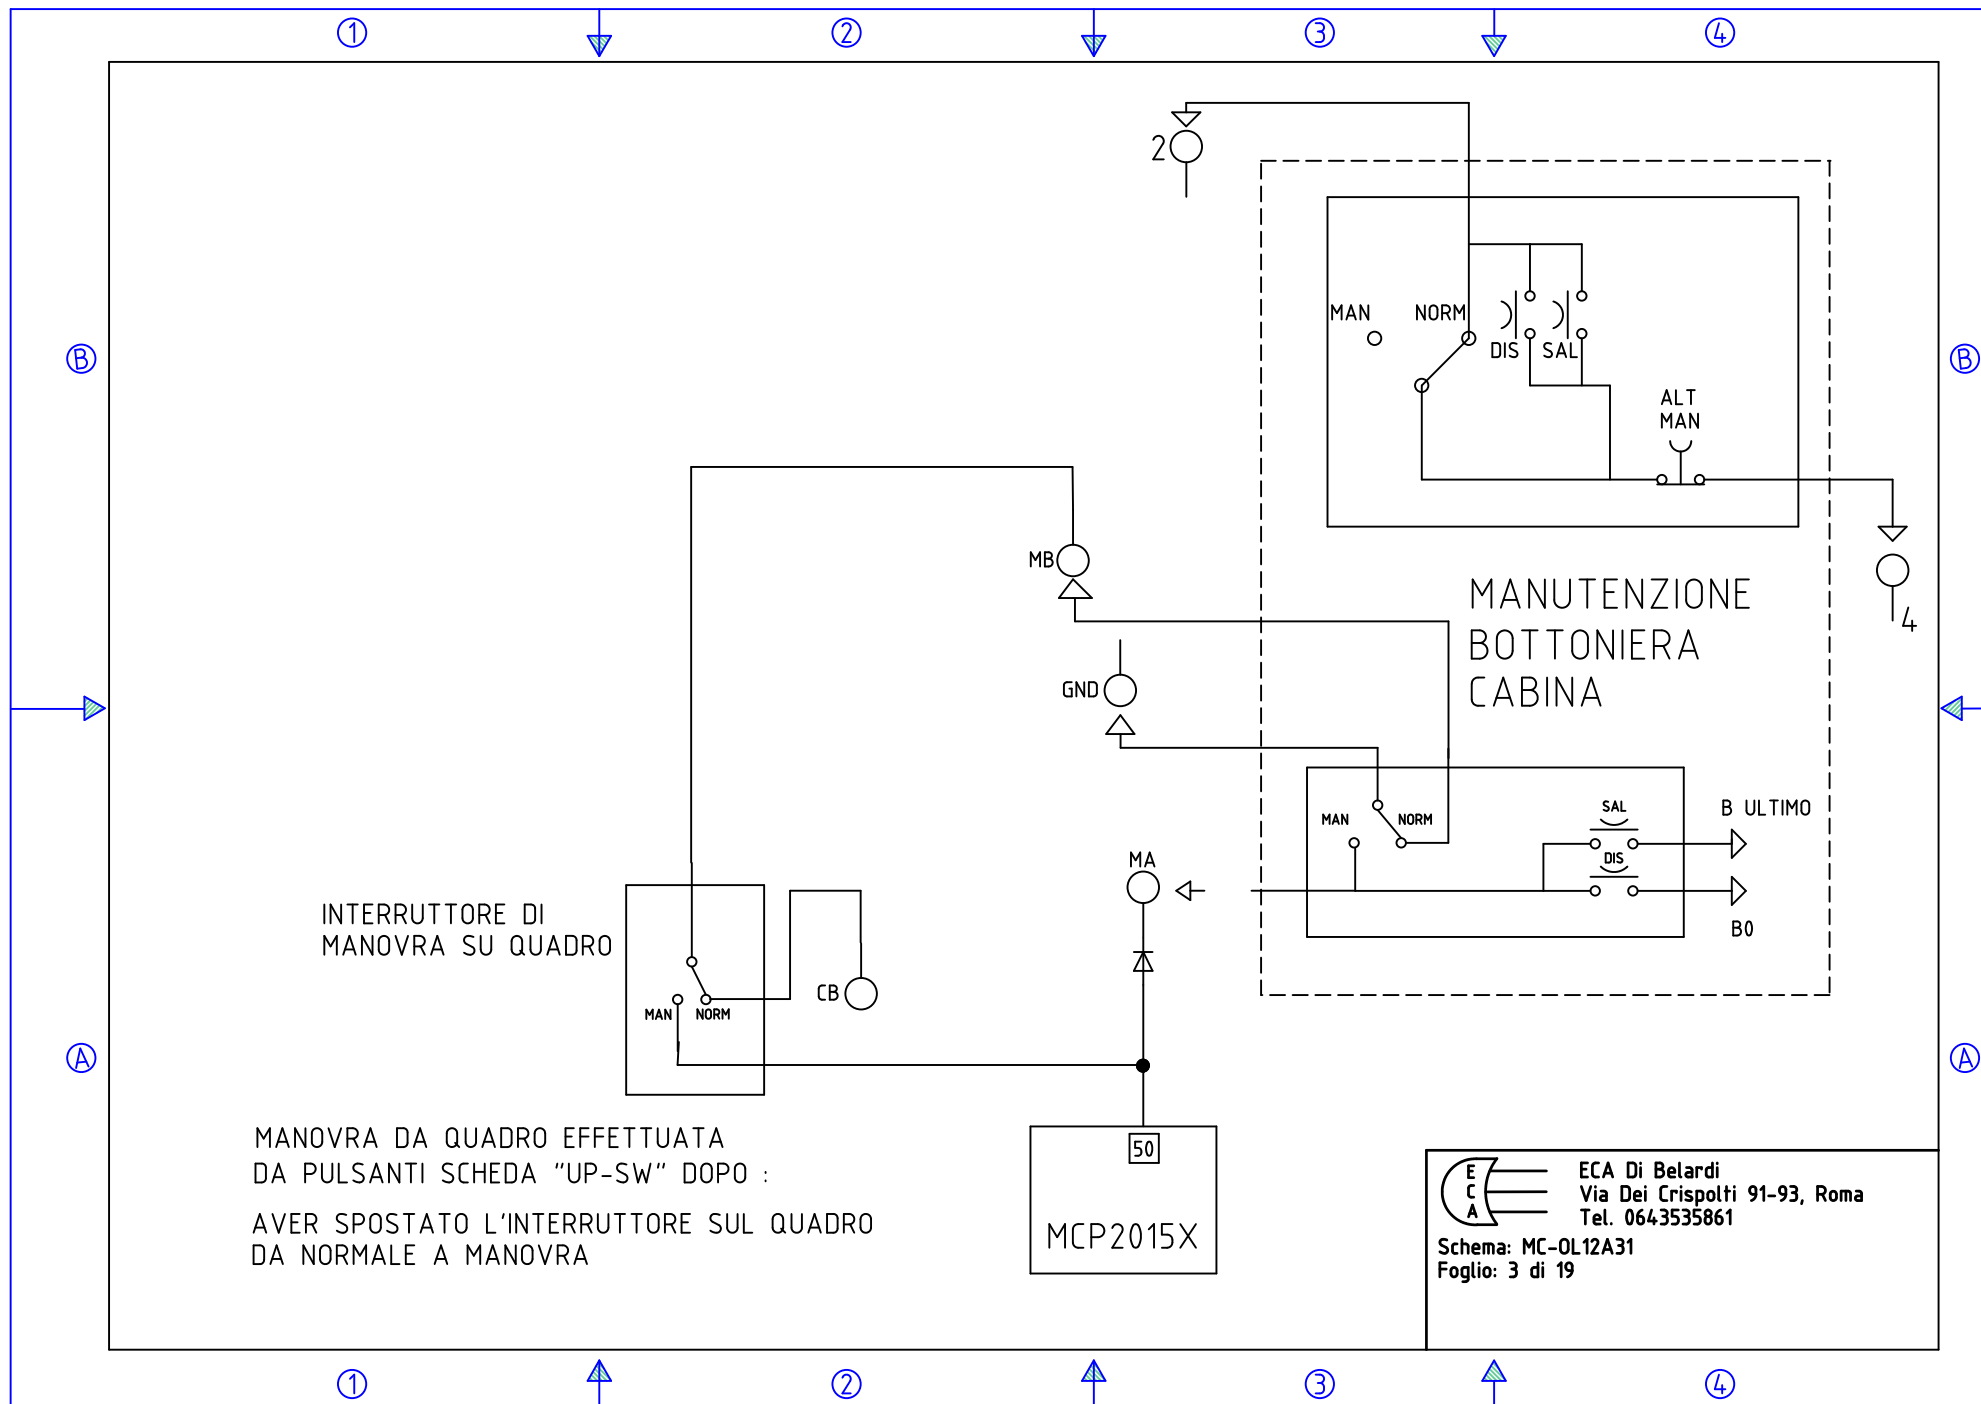 1
2
3
4
2
MAN
NORM
DIS
SAL
ALT
MAN
B
B
MB
MANUTENZIONE
BOTTONIERA
CABINA
4
GND
MAN
NORM
SAL
DIS
B ULTIMO
B0
MA
INTERRUTTORE DI
MANOVRA SU QUADRO
CB
MAN
NORM
A
A
MANOVRA DA QUADRO EFFETTUATA
DA PULSANTI SCHEDA "UP-SW" DOPO :
AVER SPOSTATO L'INTERRUTTORE SUL QUADRO
DA NORMALE A MANOVRA
50
MCP2015X
E
C
A
ECA Di Belardi
Via Dei Crispolti 91-93, Roma
Tel. 0643535861
Schema: MC-OL12A31
Foglio: 3 di 19
1
2
3
4